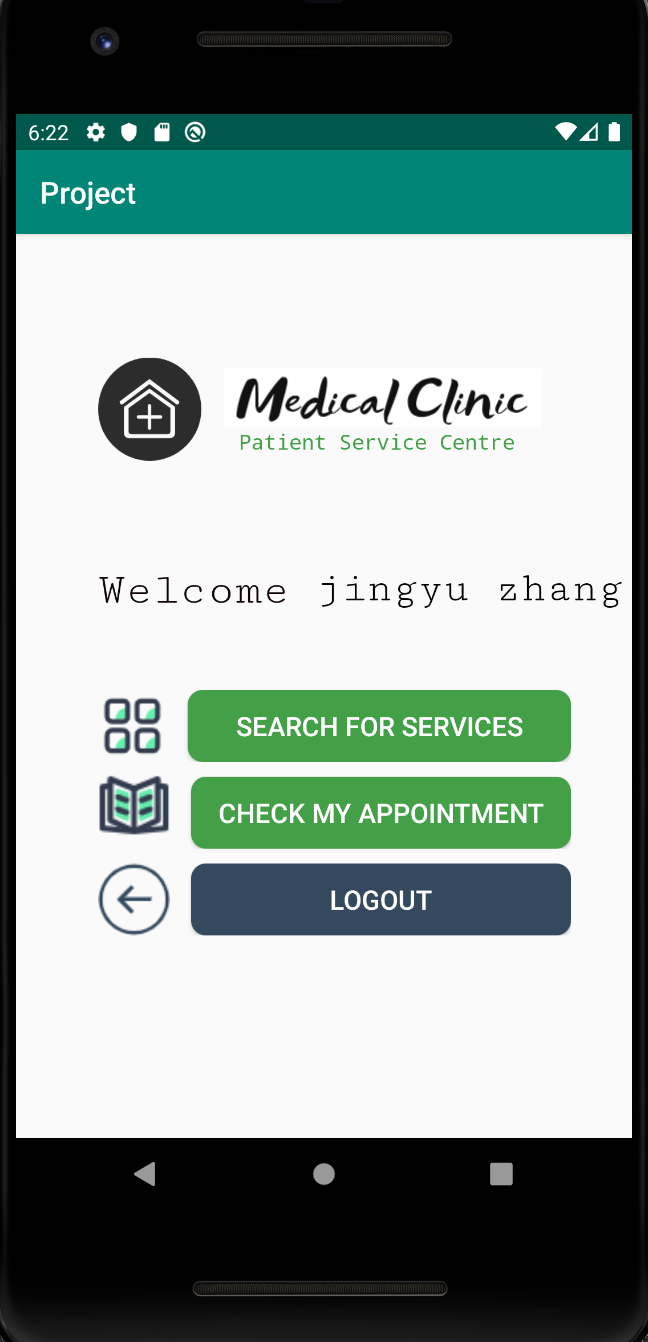 6:22
Project
Medical Clinic
Patient Service Centre
Welcome jingyu zhang
SEARCH FOR SERVICES
CHECK MY APPOINTMENT
LOGOUT